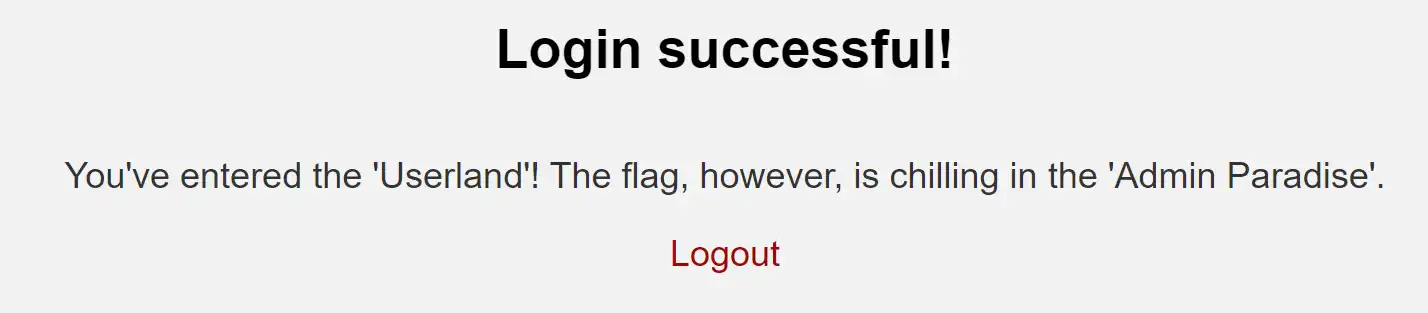 Login successful!
You've entered the 'Userland'! The flag, however, is chilling in the 'Admin Paradise'.
Logout